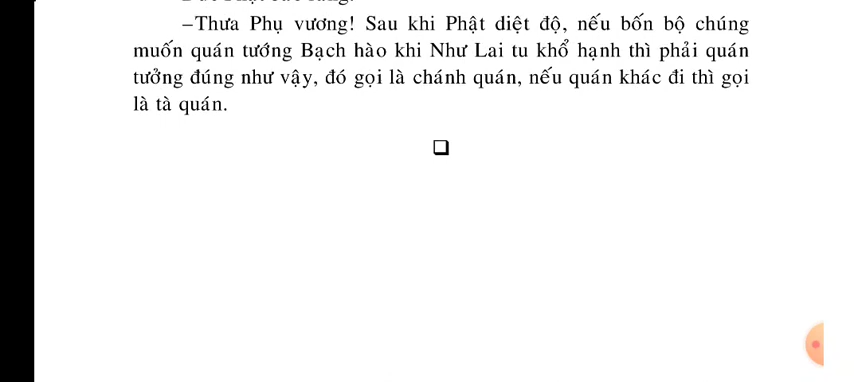 –Thưa Phụ vương! Sau khi Phật diệt độ, nếu bốn bộ chúng
muốn quán tướng Bạch hào khi Như Lai tu khổ hạnh thì phải quán
tưởng đúng như vậy, đó gọi là chánh quán, nếu quán khác đi thì gọi
là tà quán.